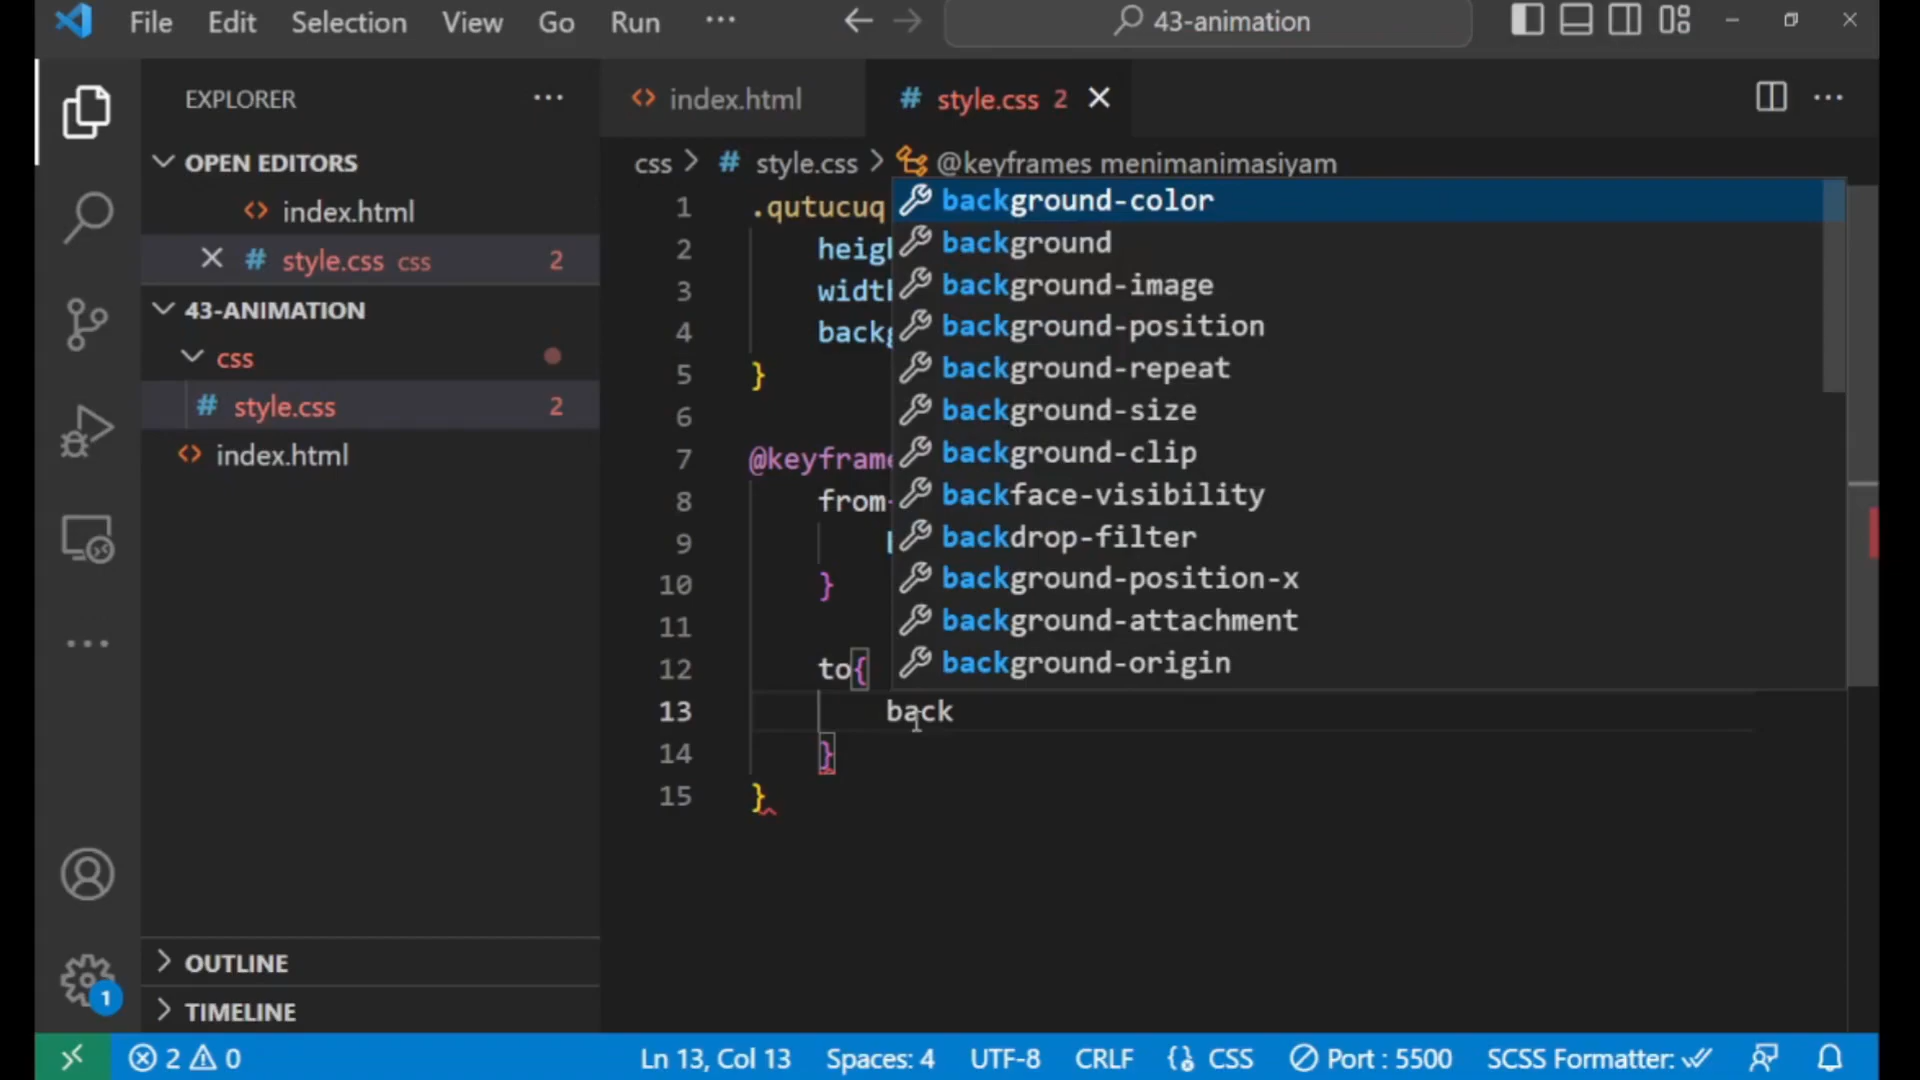 File Edit Selection View Go Run ... 43-animation
EXPLORER ...
OPEN EDITORS
index.html
style.css css 2
43-ANIMATION
css
style.css 2
index.html
OUTLINE
TIMELINE
index.html
style.css 2
css > # style.css > @keyframes menimanimasiyam
1 .qutucuq
2 heigh
3 width
4 backg
5 }
6
7 @keyframe
8 from
9
10 }
11
12 to{
13 back
14 }
15 }
background-color
background
background-image
background-position
background-repeat
background-size
background-clip
backface-visibility
backdrop-filter
background-position-x
background-attachment
background-origin
1
2 0 Ln 13, Col 13 Spaces: 4 UTF-8 CRLF {} CSS Port : 5500 SCSS Formatter: